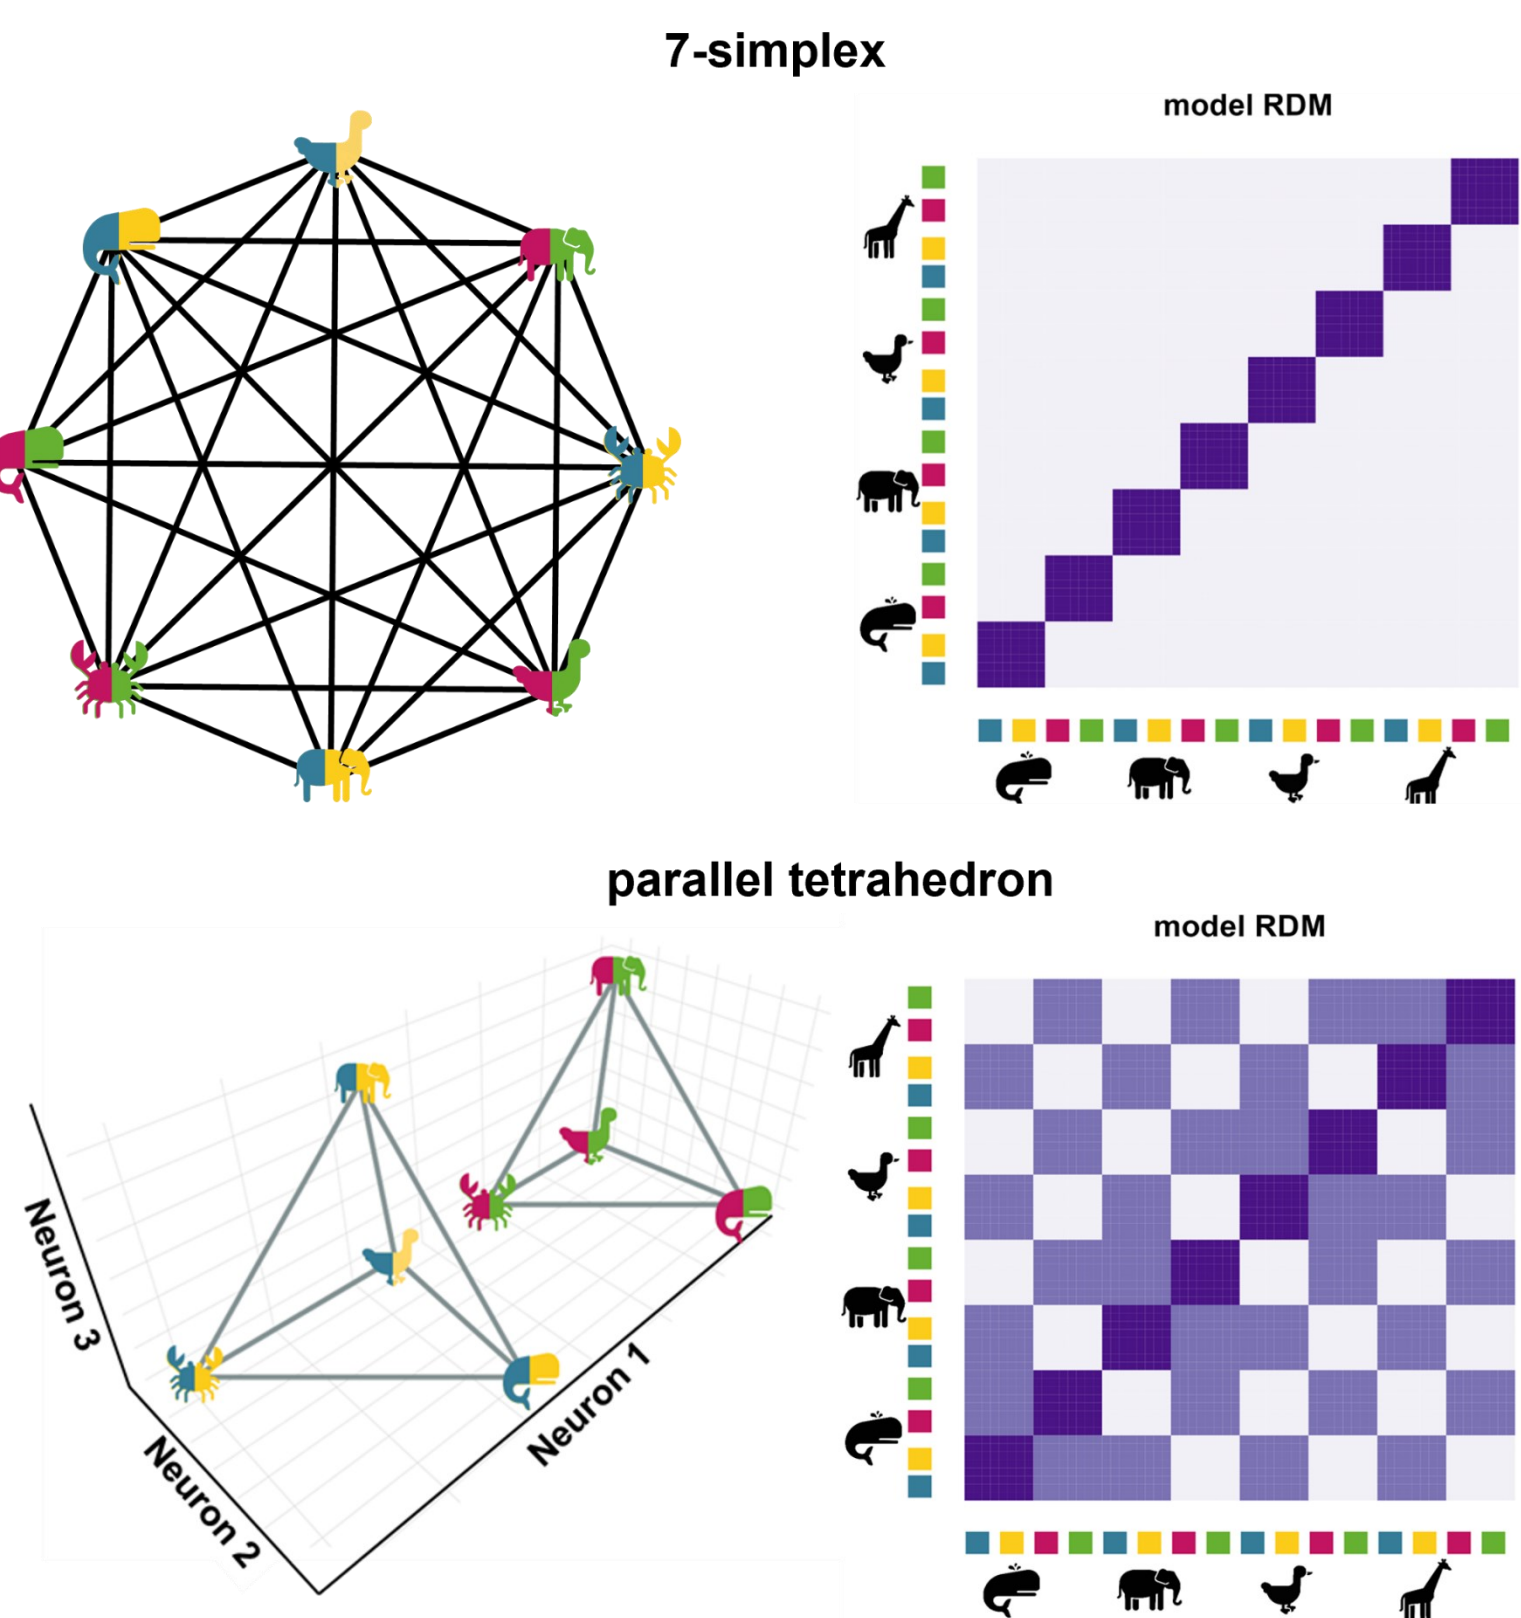 7-simplex
model RDM
parallel tetrahedron
model RDM
Neuron 3
Neuron 2
Neuron 1